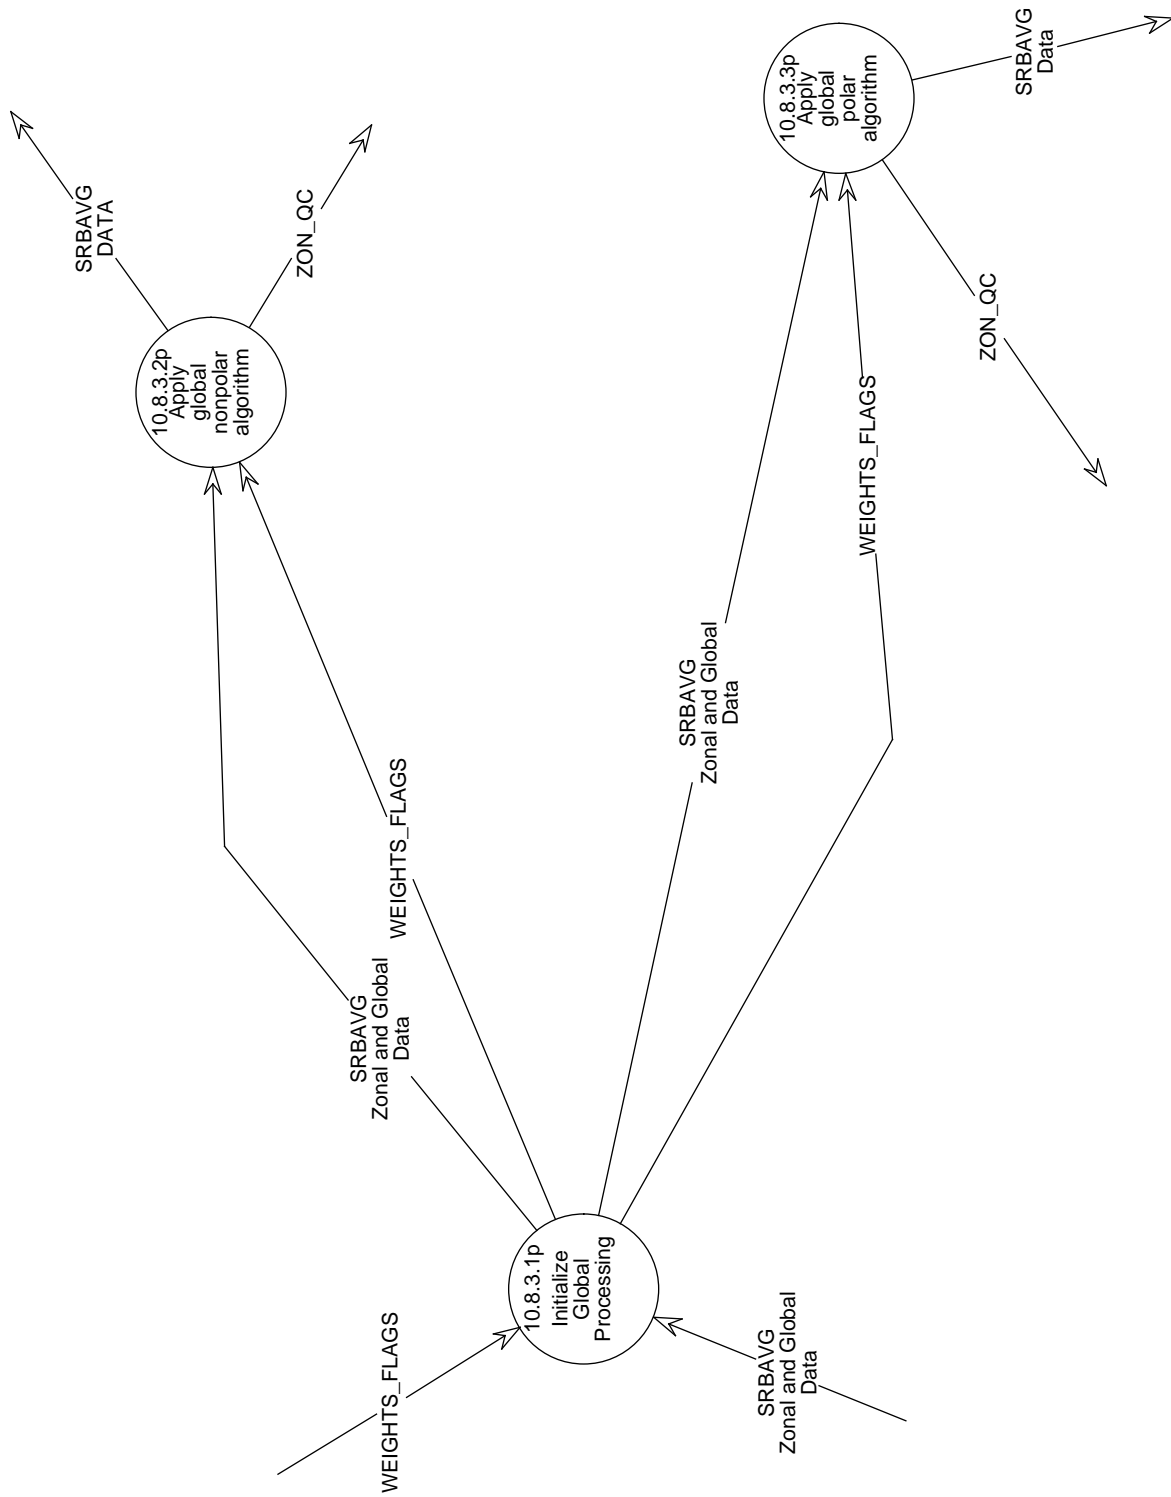 WEIGHTS_FLAGS
SRBAVG
Zonal and Global
Data
10.8.3.1p
Initialize
Global
Processing
SRBAVG
Zonal and Global
Data
WEIGHTS_FLAGS
SRBAVG
Zonal and Global
Data
WEIGHTS_FLAGS
10.8.3.2p
Apply
global
nonpolar
algorithm
SRBAVG
DATA
ZON_QC
10.8.3.3p
Apply
global
polar
algorithm
ZON_QC
SRBAVG
Data